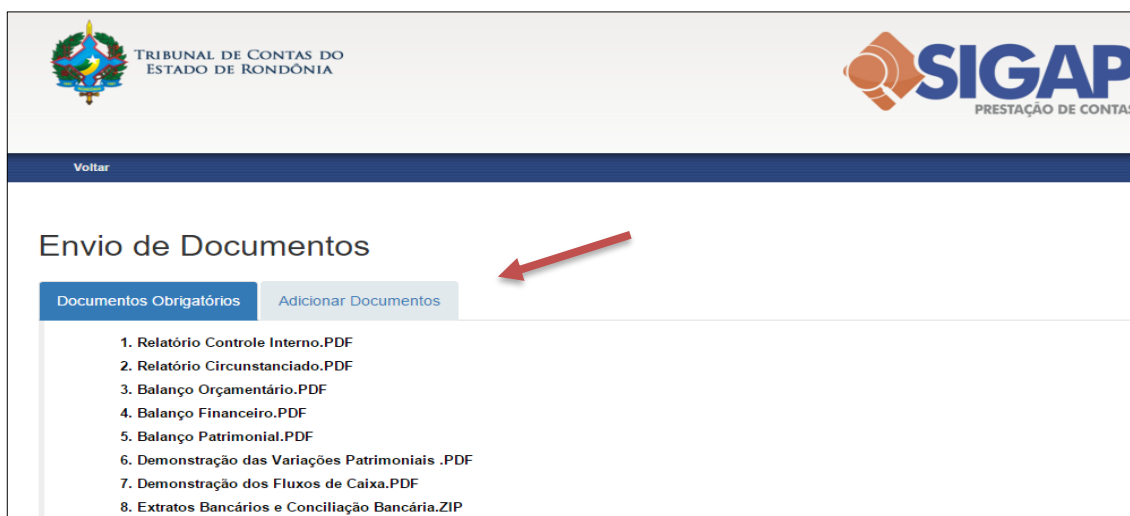 TRIBUNAL DE CONTAS DO
ESTADO DE RONDÔNIA
SIGAP
PRESTAÇÃO DE CONTAS
Voltar
Envio de Documentos
Documentos Obrigatórios
Adicionar Documentos
1. Relatório Controle Interno.PDF
2. Relatório Circunstanciado.PDF
3. Balanço Orçamentário.PDF
4. Balanço Financeiro.PDF
5. Balanço Patrimonial.PDF
6. Demonstração das Variações Patrimoniais .PDF
7. Demonstração dos Fluxos de Caixa.PDF
8. Extratos Bancários e Conciliação Bancária.ZIP